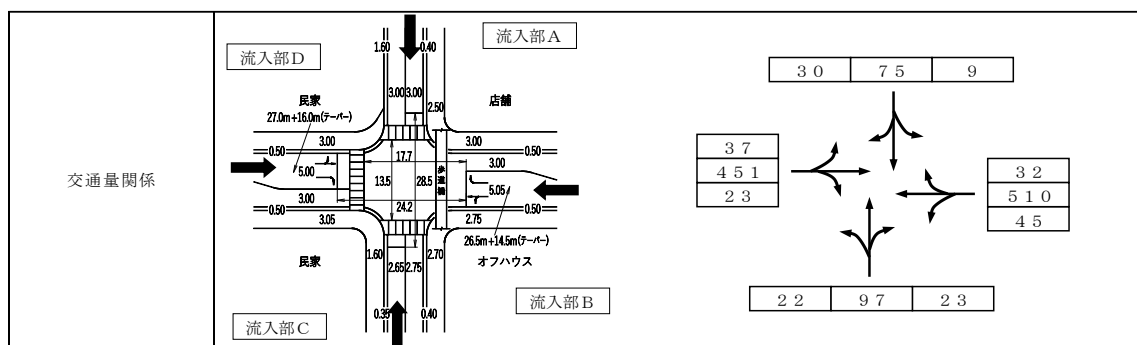 交通量関係
流入部D
流入部A
流入部C
流入部B
1.60
0.40
3.00
3.00
2.50
民家
店舗
27.0m+16.0m(テーパー)
3.00
3.00
0.50
0.50
17.7
3.00
5.00
13.5
28.5
歩道橋
5.05
3.00
24.2
0.50
0.50
3.05
2.75
26.5m+14.5m(テーパー)
民家
オフハウス
1.60
2.65
2.75
2.70
0.35
0.40
30 75 9
37
451
23
32
510
45
22 97 23